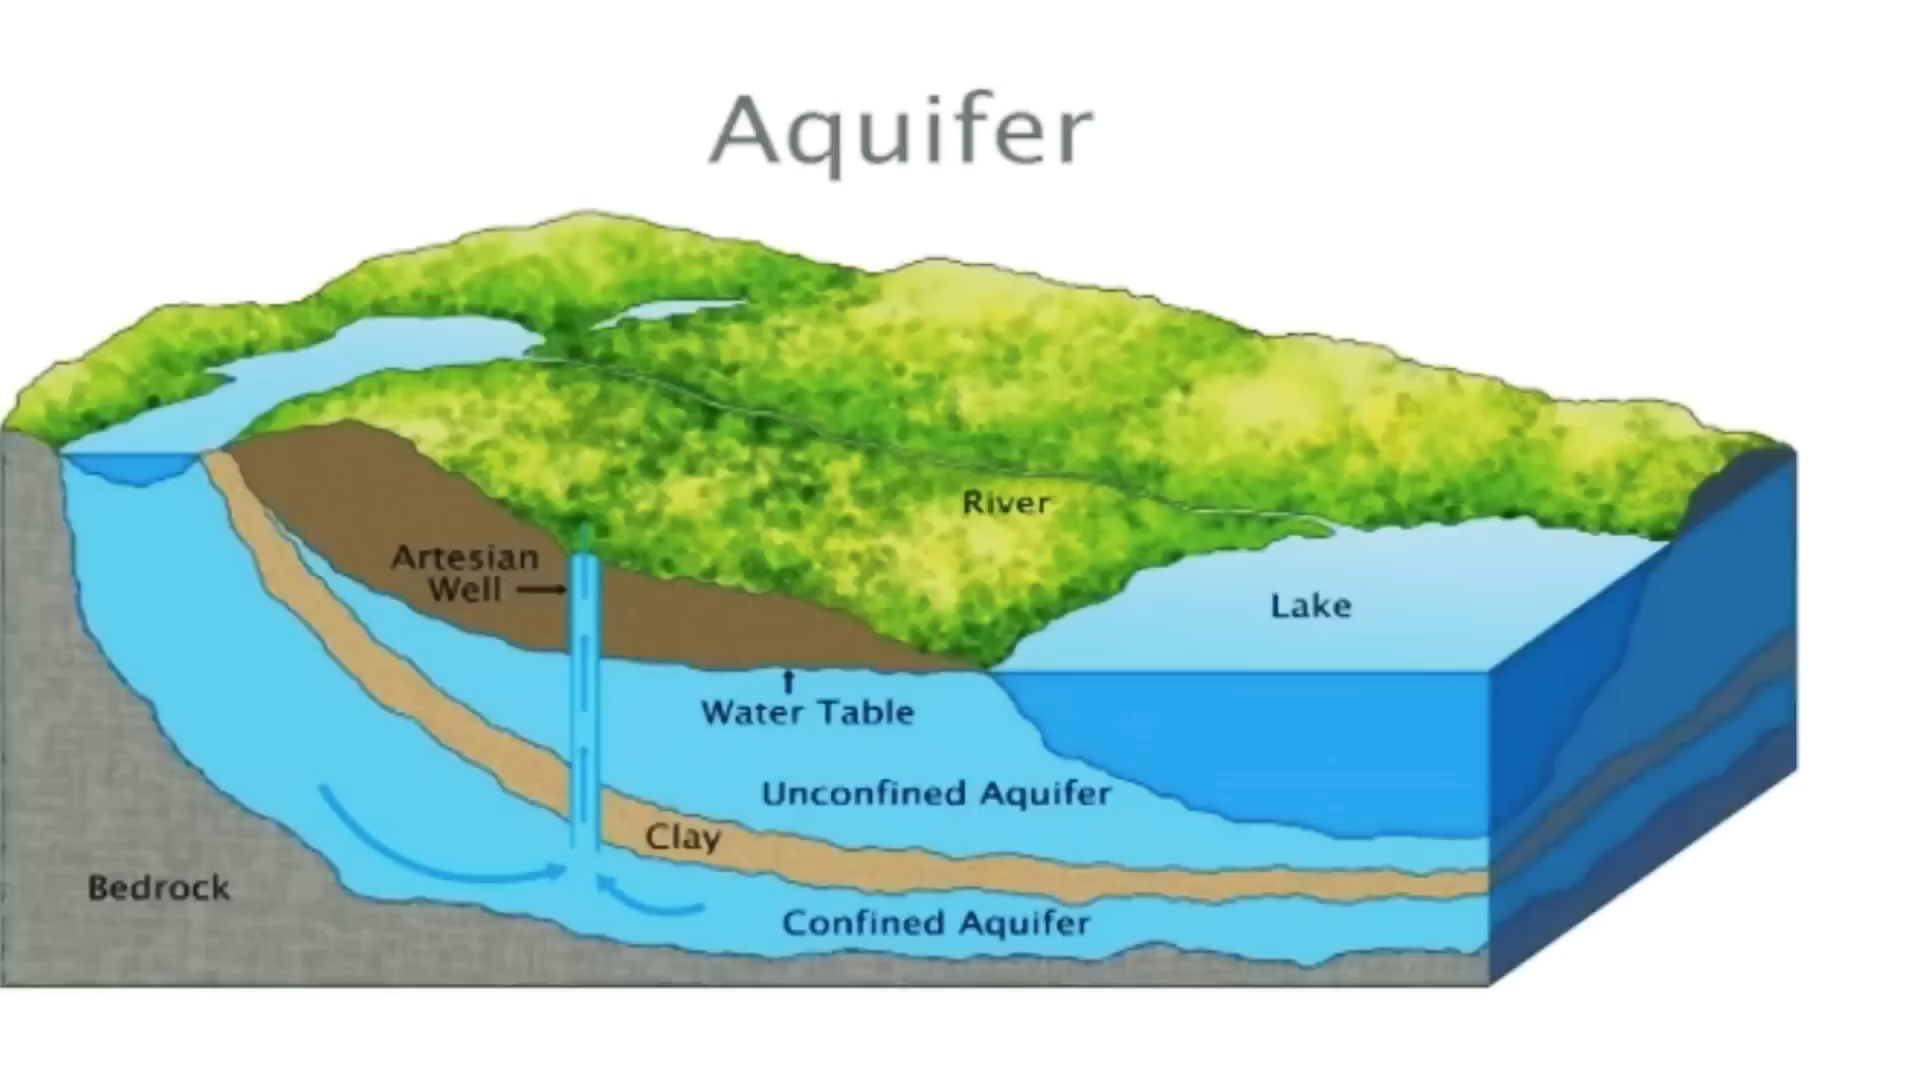 Aquifer
River
Artesian
Well
Lake
Water Table
Unconfined Aquifer
Clay
Bedrock
Confined Aquifer